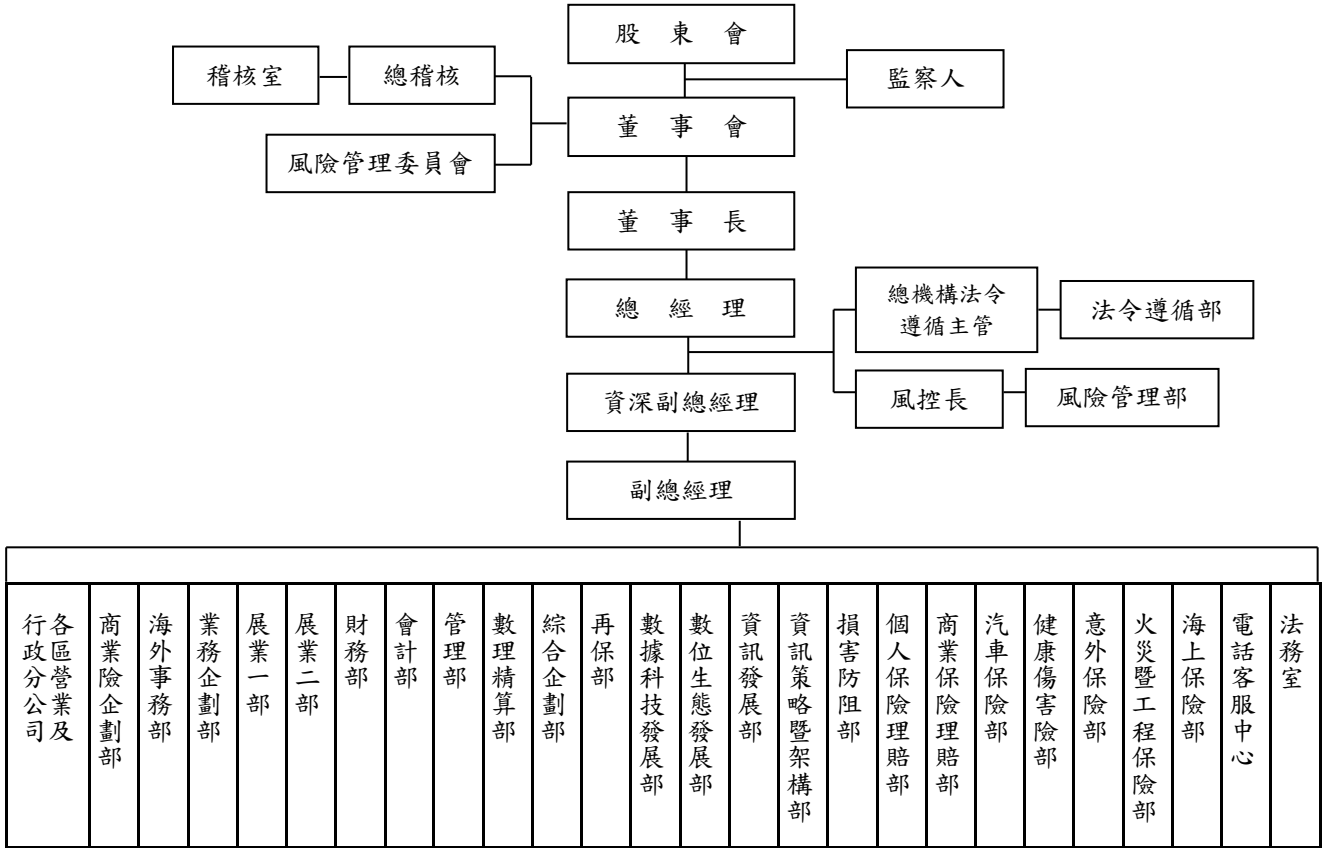 股東會
稽核室
總稽核
監察人
董事會
風險管理委員會
董事長
總經理
總機構法令
遵循主管
法令遵循部
資深副總經理
風控長
風險管理部
副總經理
各區營業及
行政分公司
商業險企劃部
海外事務部
業務企劃部
展業一部
展業二部
財務部
會計部
管理部
數理精算部
綜合企劃部
再保部
數據科技發展部
數位生態發展部
資訊發展部
資訊策略暨架構部
損害防阻部
個人保險理賠部
商業保險理賠部
汽車保險部
健康傷害險部
意外保險部
火災暨工程保險部
海上保險部
電話客服中心
法務室